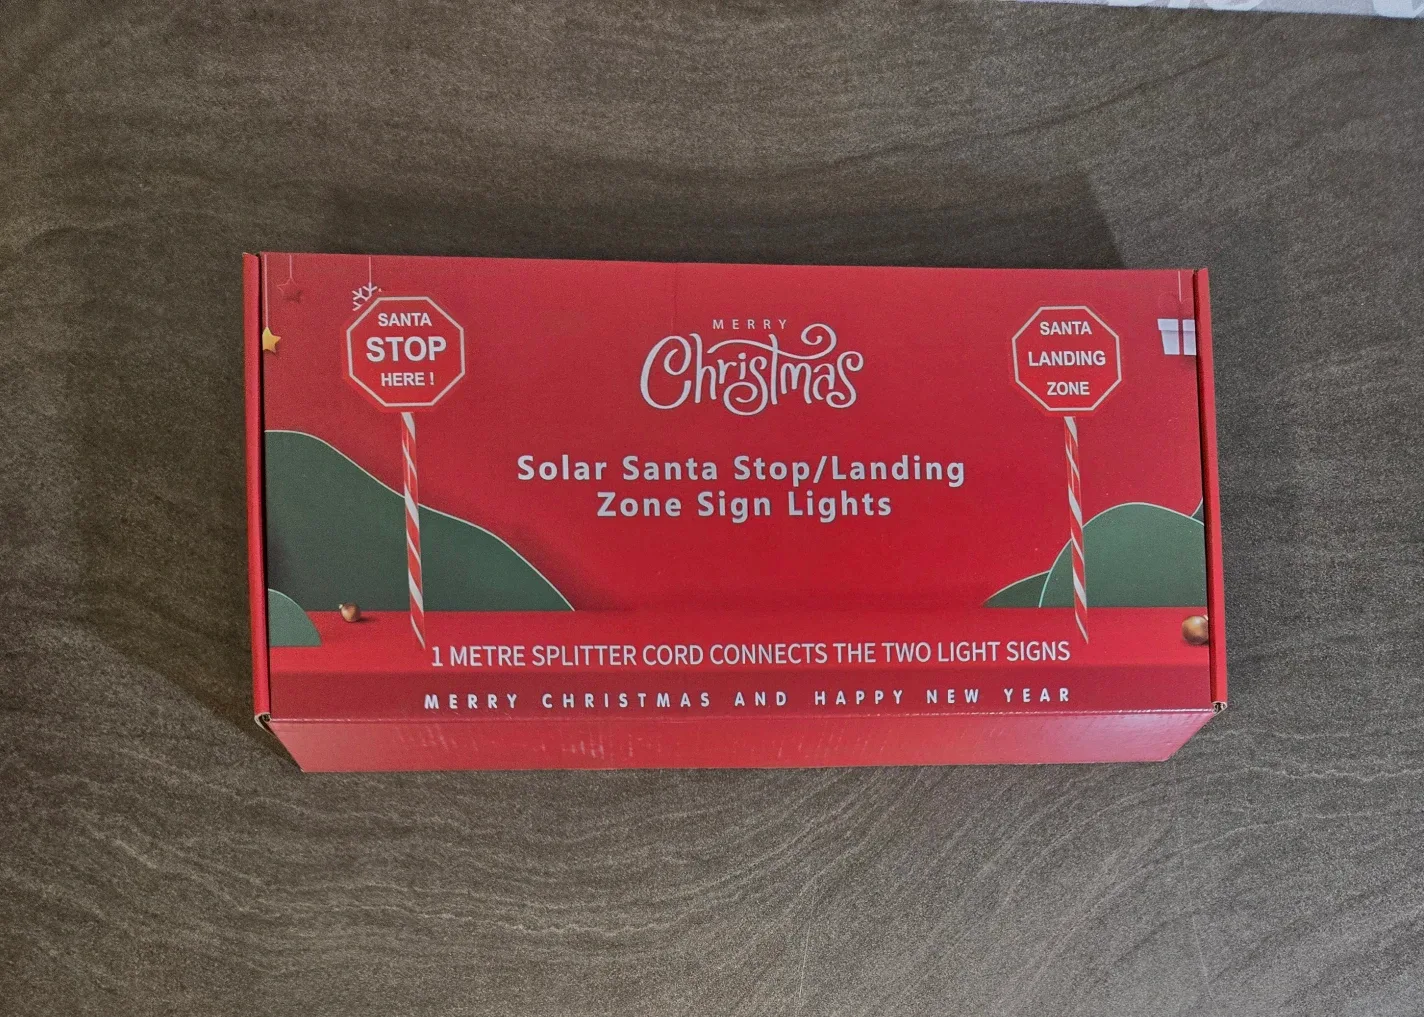 SANTA
STOP
HERE !
MERRY
Christmas
SANTA
LANDING
ZONE
Solar Santa Stop/Landing
Zone Sign Lights
1 METRE SPLITTER CORD CONNECTS THE TWO LIGHT SIGNS
MERRY CHRISTMAS AND HAPPY NEW YEAR